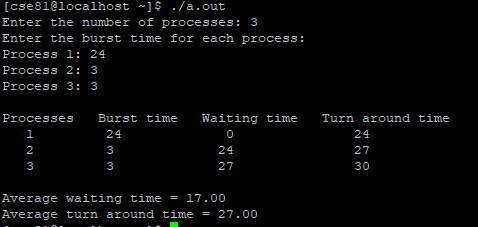 [cse81@localhost ~]$ ./a.out
Enter the number of processes: 3
Enter the burst time for each process:
Process 1: 24
Process 2: 3
Process 3: 3
Processes Burst time Waiting time Turn around time
1 24 0 24
2 3 24 27
3 3 27 30
Average waiting time = 17.00
Average turn around time = 27.00